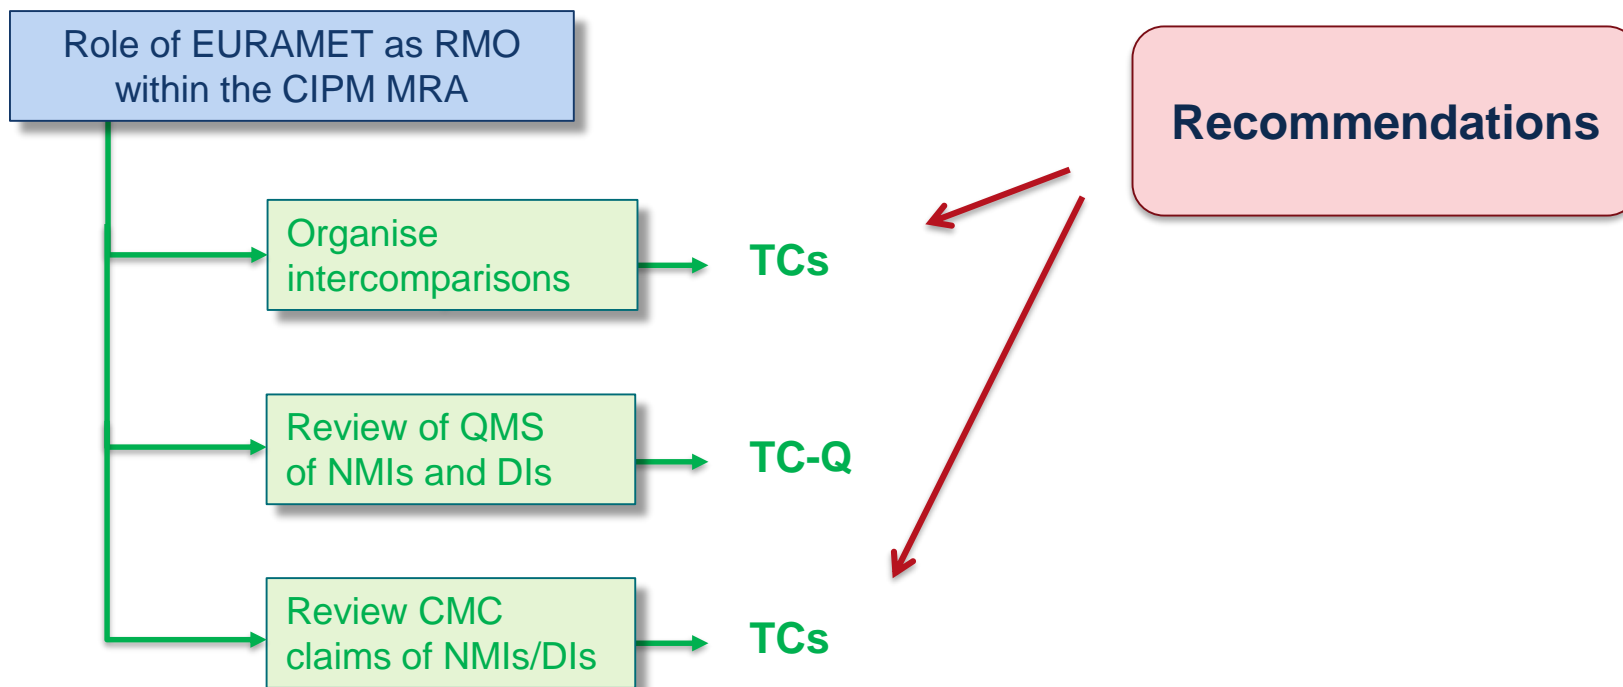 Role of EURAMET as RMO
within the CIPM MRA
Recommendations
Organise
intercomparisons
TCs
Review of QMS
of NMIs and DIs
TC-Q
Review CMC
claims of NMIs/DIs
TCs